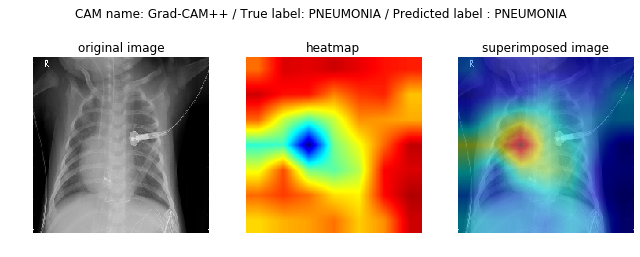 CAM name: Grad-CAM++ / True label: PNEUMONIA / Predicted label : PNEUMONIA
original image
heatmap
superimposed image
R
R